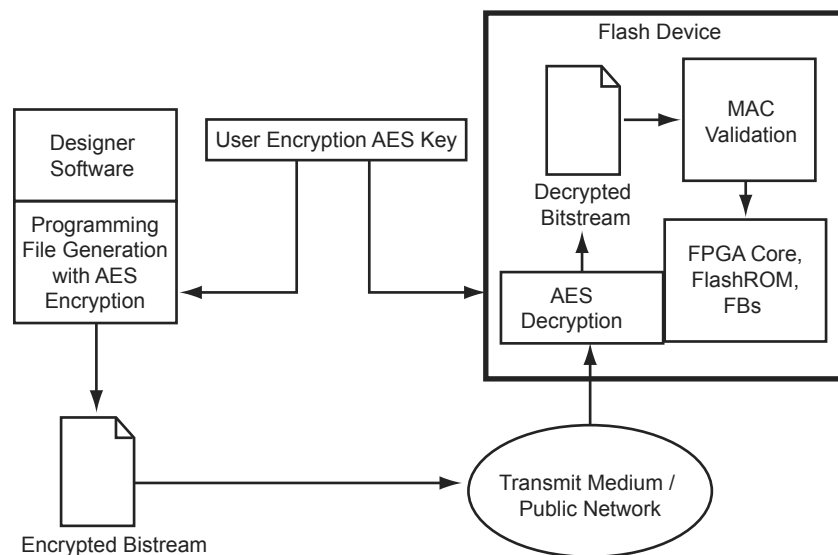 Flash Device
MAC
Validation
Designer
Software
User Encryption AES Key
Decrypted
Bitstream
Programming
File Generation
with AES
Encryption
FPGA Core,
FlashROM,
FBs
AES
Decryption
Transmit Medium /
Public Network
Encrypted Bistream